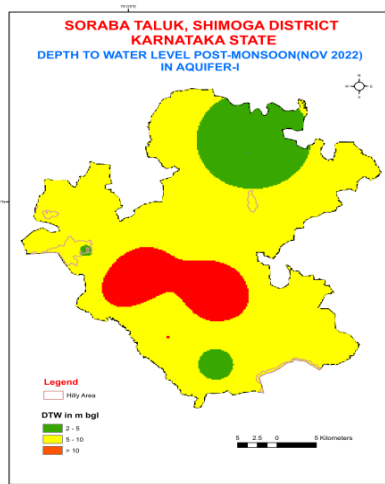 SORABA TALUK, SHIMOGA DISTRICT
KARNATAKA STATE
DEPTH TO WATER LEVEL POST-MONSOON(NOV 2022)
IN AQUIFER-I
N
W
E
S
Legend
Hilly Area
DTW in m bgl
2 - 5
5 - 10
> 10
5 2.5 0 5 Kilometers